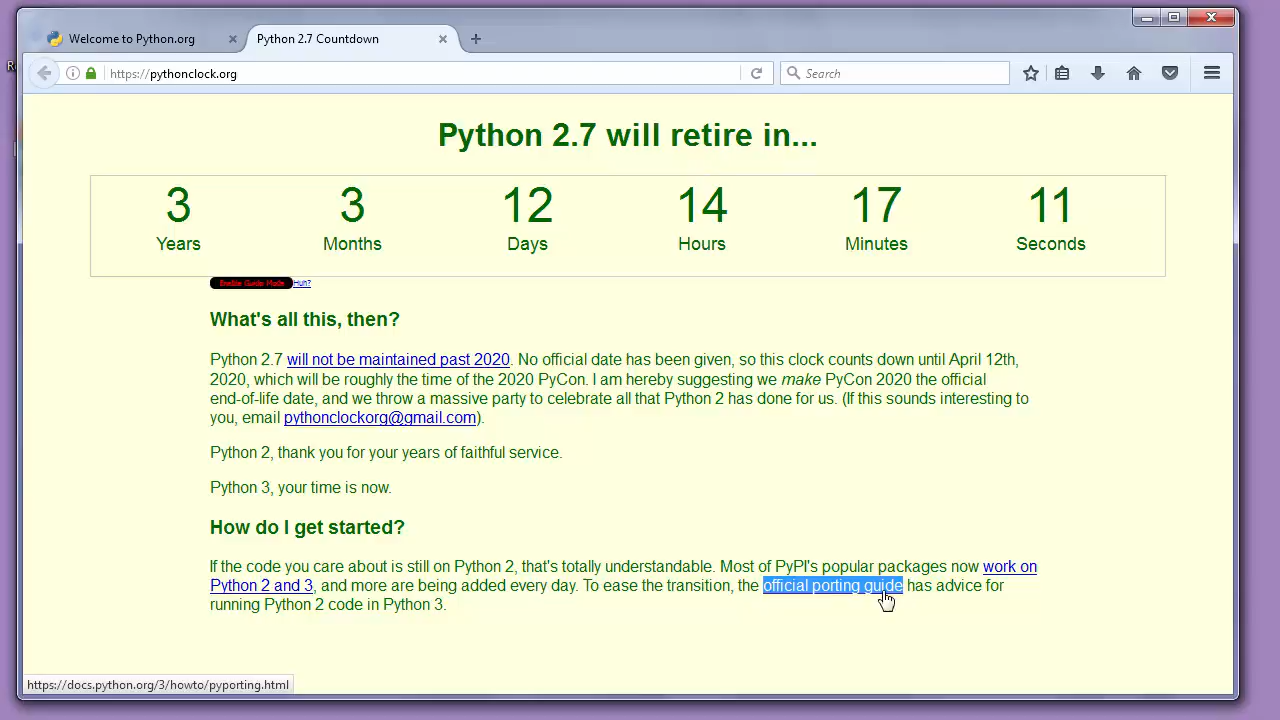 Welcome to Python.org
Python 2.7 Countdown
https://pythonclock.org
Search
Python 2.7 will retire in...
3 3 12 14 17 11
Years Months Days Hours Minutes Seconds
Enable Guido Mode Huh?
What's all this, then?
Python 2.7 will not be maintained past 2020. No official date has been given, so this clock counts down until April 12th,
2020, which will be roughly the time of the 2020 PyCon. I am hereby suggesting we make PyCon 2020 the official
end-of-life date, and we throw a massive party to celebrate all that Python 2 has done for us. (If this sounds interesting to
you, email pythonclockorg@gmail.com).
Python 2, thank you for your years of faithful service.
Python 3, your time is now.
How do I get started?
If the code you care about is still on Python 2, that's totally understandable. Most of PyPI's popular packages now work on
Python 2 and 3, and more are being added every day. To ease the transition, the official porting guide has advice for
running Python 2 code in Python 3.
https://docs.python.org/3/howto/pyporting.html